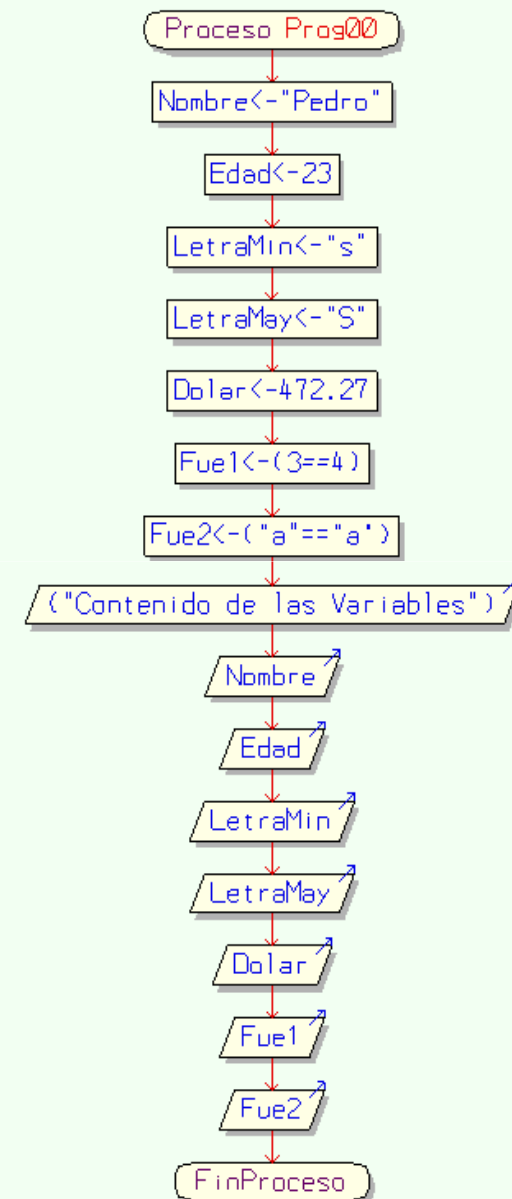 Proceso Prog00
Nombre<-"Pedro"
Edad<-23
LetraMin<-"s"
LetraMay<-"S"
Dolar<-472.27
Fue1<-(3==4)
Fue2<-("a"=="a")
("Contenido de las Variables")
Nombre
Edad
LetraMin
LetraMay
Dolar
Fue1
Fue2
FinProceso